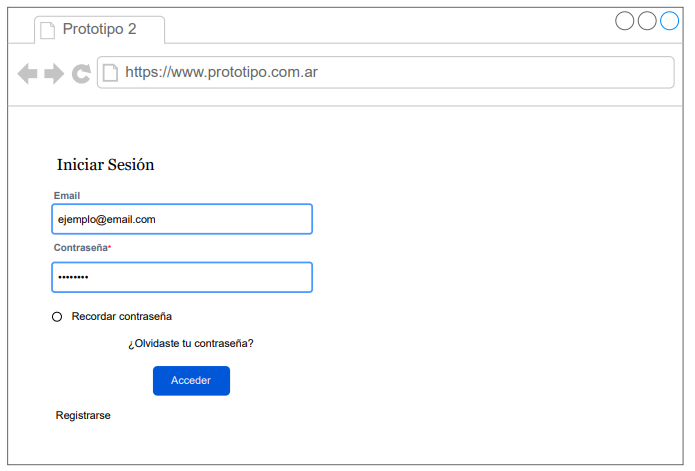 Prototipo 2
https://www.prototipo.com.ar
Iniciar Sesión
Email
ejemplo@email.com
Contraseña*
••••••••
Recordar contraseña
¿Olvidaste tu contraseña?
Acceder
Registrarse